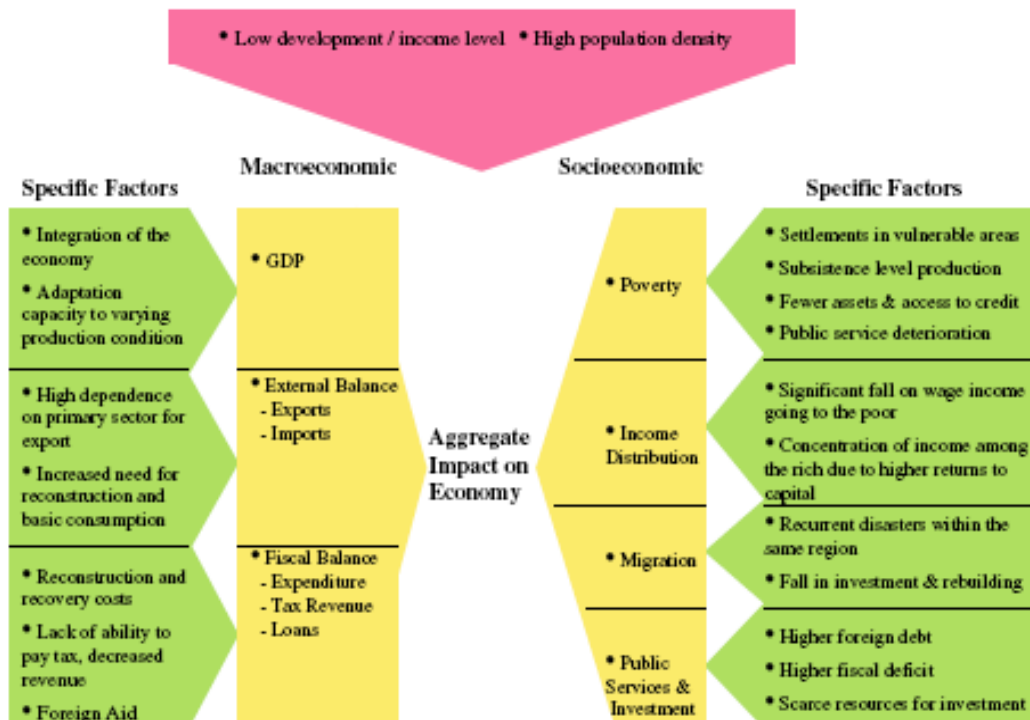 • Low development / income level • High population density
Macroeconomic
Socioeconomic
Specific Factors
Specific Factors
• Integration of the
economy
• Adaptation
capacity to varying
production condition
• High dependence
on primary sector for
export
• Increased need for
reconstruction and
basic consumption
• Reconstruction and
recovery costs
• Lack of ability to
pay tax, decreased
revenue
• Foreign Aid
• GDP
• External Balance
- Exports
- Imports
• Fiscal Balance
- Expenditure
- Tax Revenue
- Loans
Aggregate
Impact on
Economy
• Poverty
• Income
Distribution
• Migration
• Public
Services &
Investment
• Settlements in vulnerable areas
• Subsistence level production
• Fewer assets & access to credit
• Public service deterioration
• Significant fall on wage income
going to the poor
• Concentration of income among
the rich due to higher returns to
capital
• Recurrent disasters within the
same region
• Fall in investment & rebuilding
• Higher foreign debt
• Higher fiscal deficit
• Scarce resources for investment